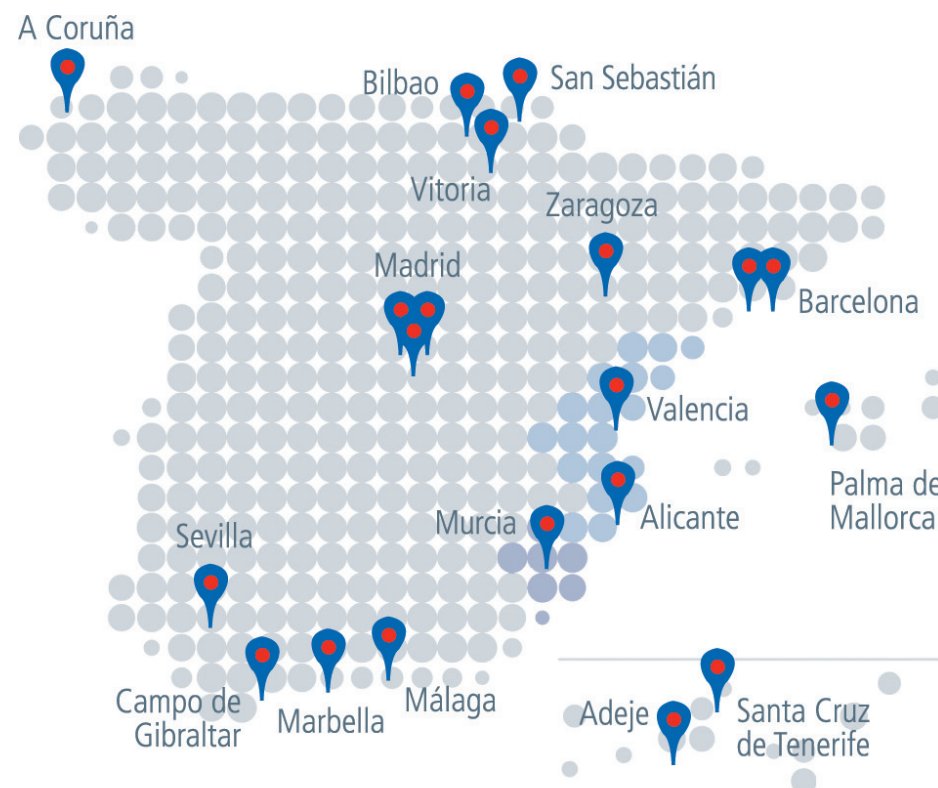 A Coruña
Bilbao
San Sebastián
Vitoria
Zaragoza
Madrid
Barcelona
Valencia
Palma de
Mallorca
Alicante
Murcia
Sevilla
Campo de
Gibraltar
Marbella
Málaga
Adeje
Santa Cruz
de Tenerife